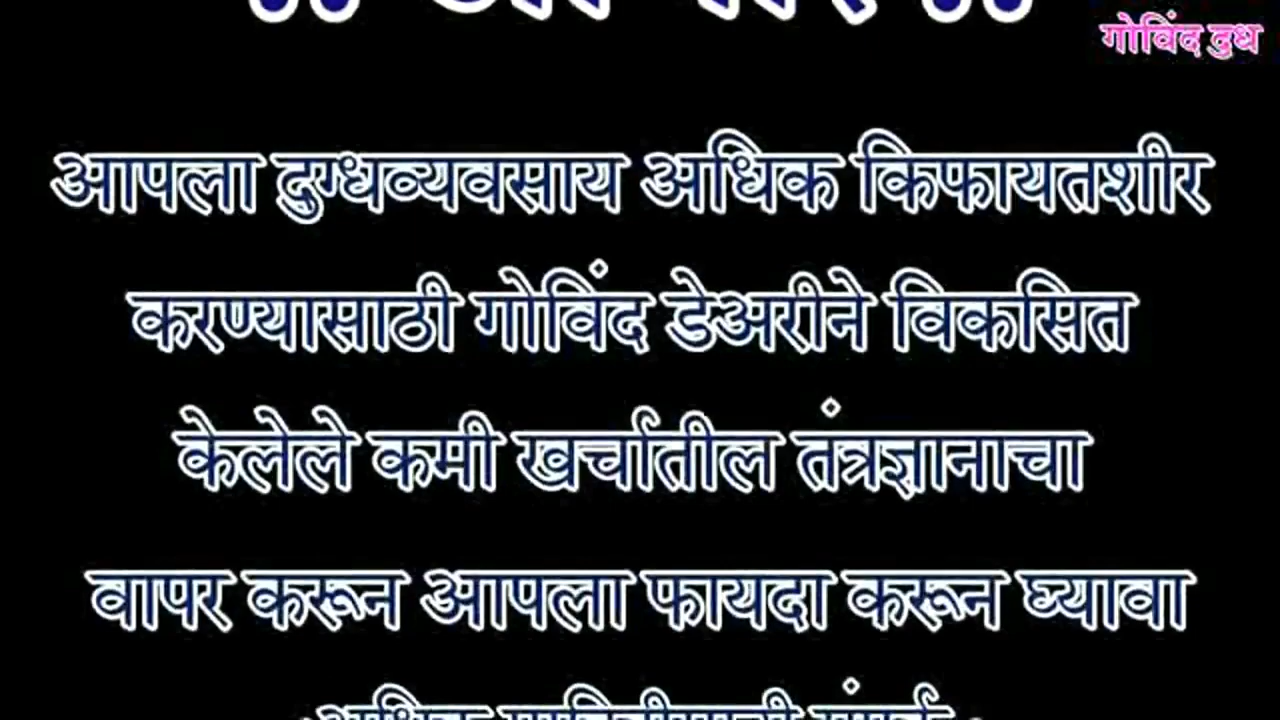 गोविंद दुध
आपला दुग्धव्यवसाय अधिक किफायतशीर
करण्यासाठी गोविंद डेअरीने विकसित
केलेले कमी खर्चातील तंत्रज्ञानाचा
वापर करून आपला फायदा करून घ्यावा